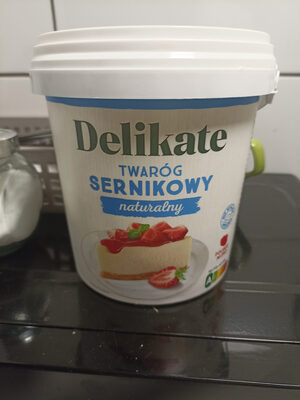 Delikate
TWARÓG
SERNIKOWY
naturalny